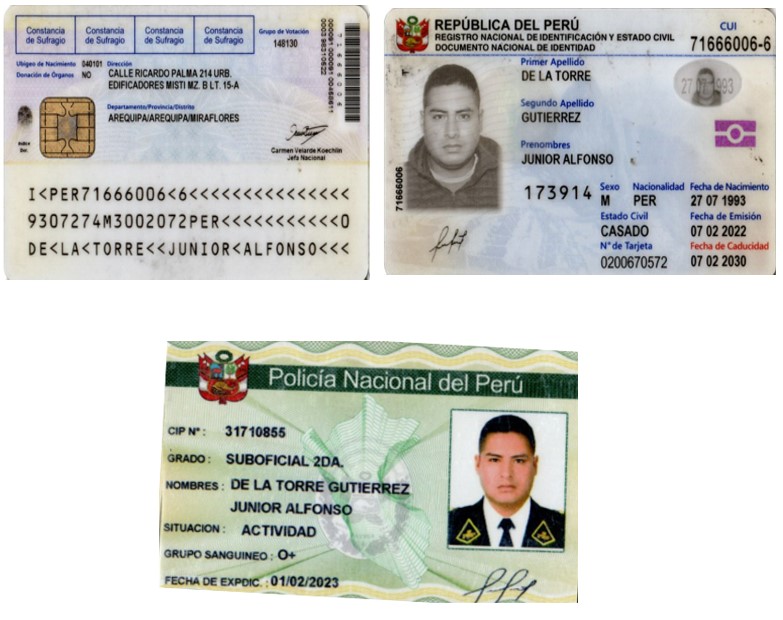 Constancia de Sufragio
Constancia de Sufragio
Constancia de Sufragio
Constancia de Sufragio
Grupo de Votación
148130
Ubigeo de Nacimiento 040101 Dirección
Donación de Órganos NO CALLE RICARDO PALMA 214 URB.
EDIFICADORES MISTI MZ. B LT. 15-A
Departamento/Provincia/Distrito
AREQUIPA/AREQUIPA/MIRAFLORES
Carmen Velarde Koechlin
Jefa Nacional
I<PER71666006<6<<<<<<<<<<<<<<<
9307274M3002072PER<<<<<<<<<<<0
DE<LA<TORRE<<JUNIOR<ALFONSO<<<
REPÚBLICA DEL PERÚ
REGISTRO NACIONAL DE IDENTIFICACIÓN Y ESTADO CIVIL
DOCUMENTO NACIONAL DE IDENTIDAD
CUI
71666006-6
Primer Apellido
DE LA TORRE
Segundo Apellido
GUTIERREZ
Prenombres
JUNIOR ALFONSO
27 07 1993
71666006
173914
Sexo Nacionalidad Fecha de Nacimiento
M PER 27 07 1993
Estado Civil Fecha de Emisión
CASADO 07 02 2022
N° de Tarjeta Fecha de Caducidad
0200670572 07 02 2030
Policía Nacional del Perú
CIP N° : 31710855
GRADO : SUBOFICIAL 2DA.
NOMBRES : DE LA TORRE GUTIERREZ
JUNIOR ALFONSO
SITUACION : ACTIVIDAD
GRUPO SANGUINEO : O+
FECHA DE EXPDIC. : 01/02/2023